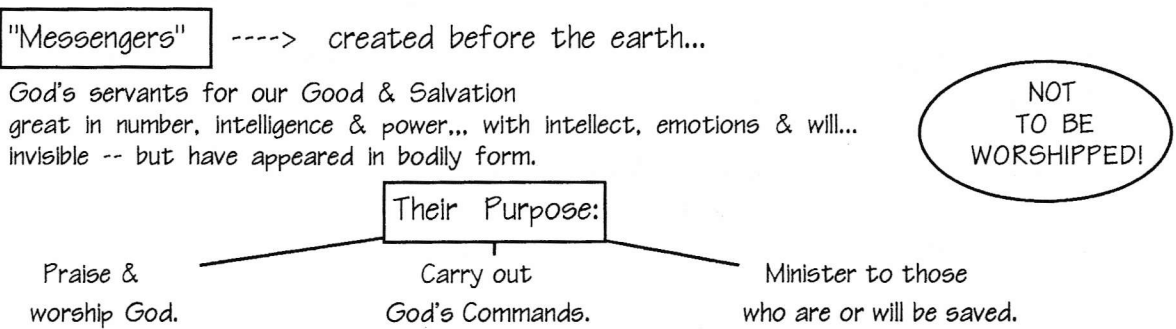 "Messengers" ----> created before the earth...
God's servants for our Good & Salvation
great in number, intelligence & power,,, with intellect, emotions & will...
invisible -- but have appeared in bodily form.
NOT
TO BE
WORSHIPPED!
Their Purpose:
Praise &
worship God.
Carry out
God's Commands.
Minister to those
who are or will be saved.